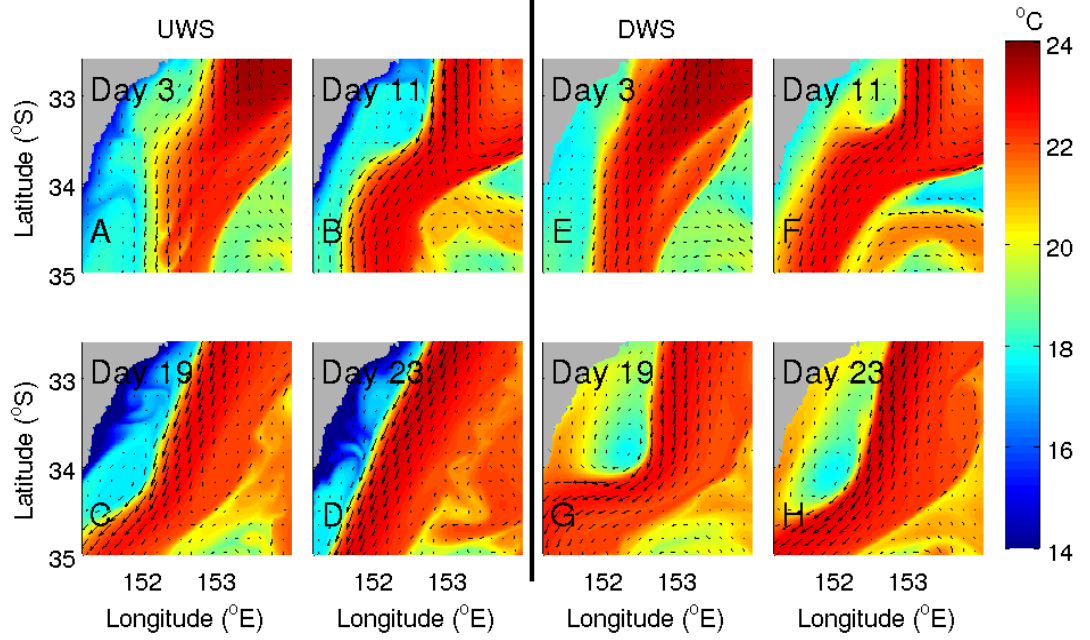 UWS
DWS
°C
Day 3
Day 11
Day 3
Day 11
A
B
E
F
Day 19
Day 23
Day 19
Day 23
C
D
G
H
Latitude (°S)
33
34
35
Latitude (°S)
33
34
35
152
153
152
153
152
153
152
153
Longitude (°E)
Longitude (°E)
Longitude (°E)
Longitude (°E)
24
22
20
18
16
14